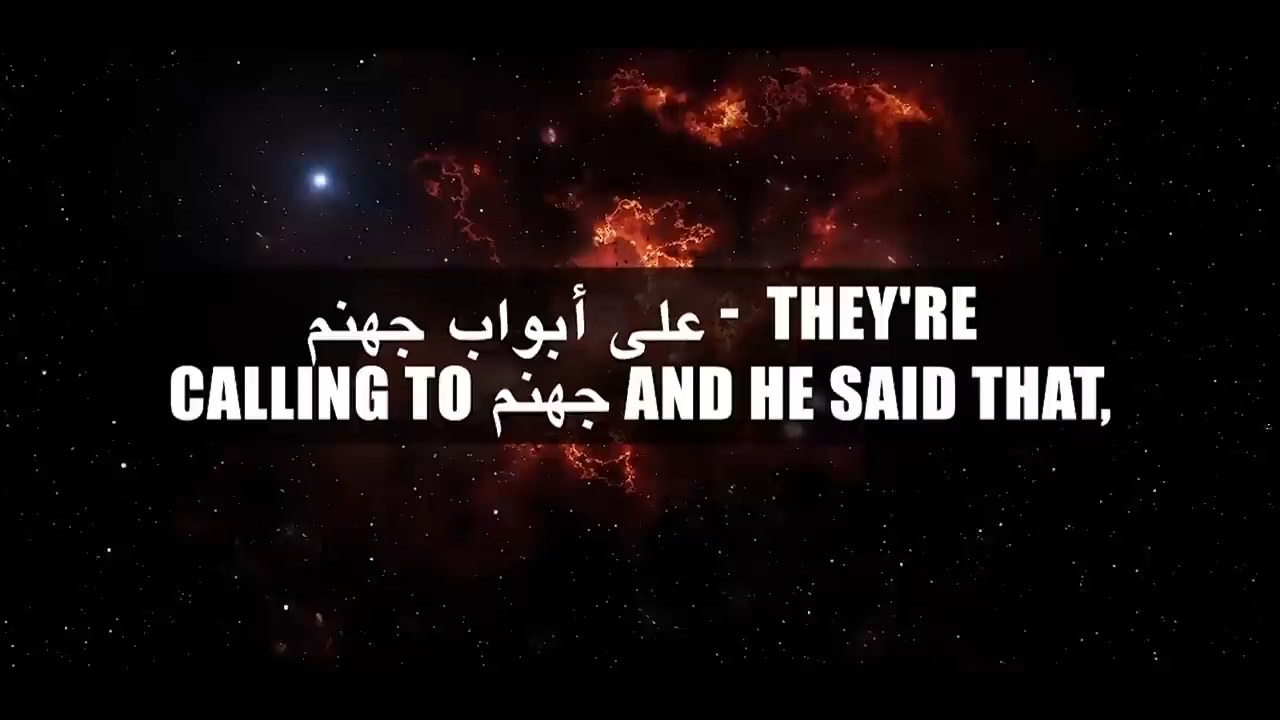 على أبواب جهنم - THEY'RE
CALLING TO جهنم AND HE SAID THAT,